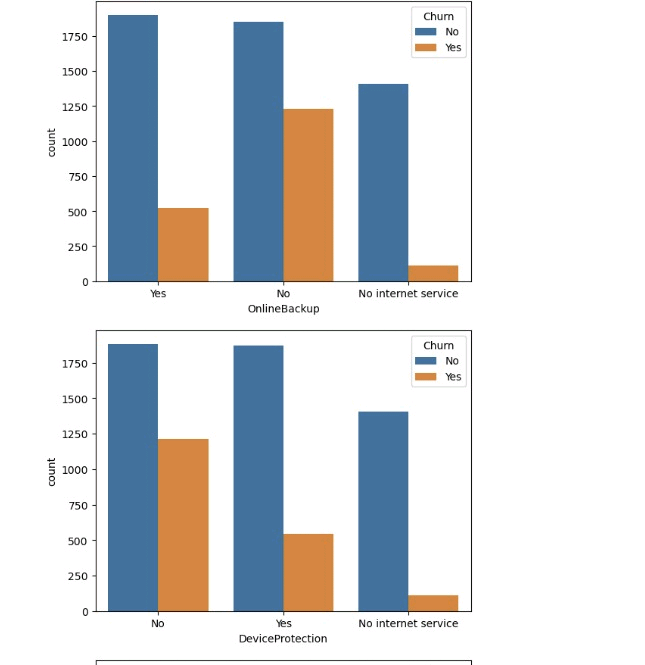 Churn
No
Yes
1750
1500
1250
1000
750
500
250
0
count
Yes
No
No internet service
OnlineBackup
Churn
No
Yes
1750
1500
1250
1000
750
500
250
0
count
No
Yes
No internet service
DeviceProtection